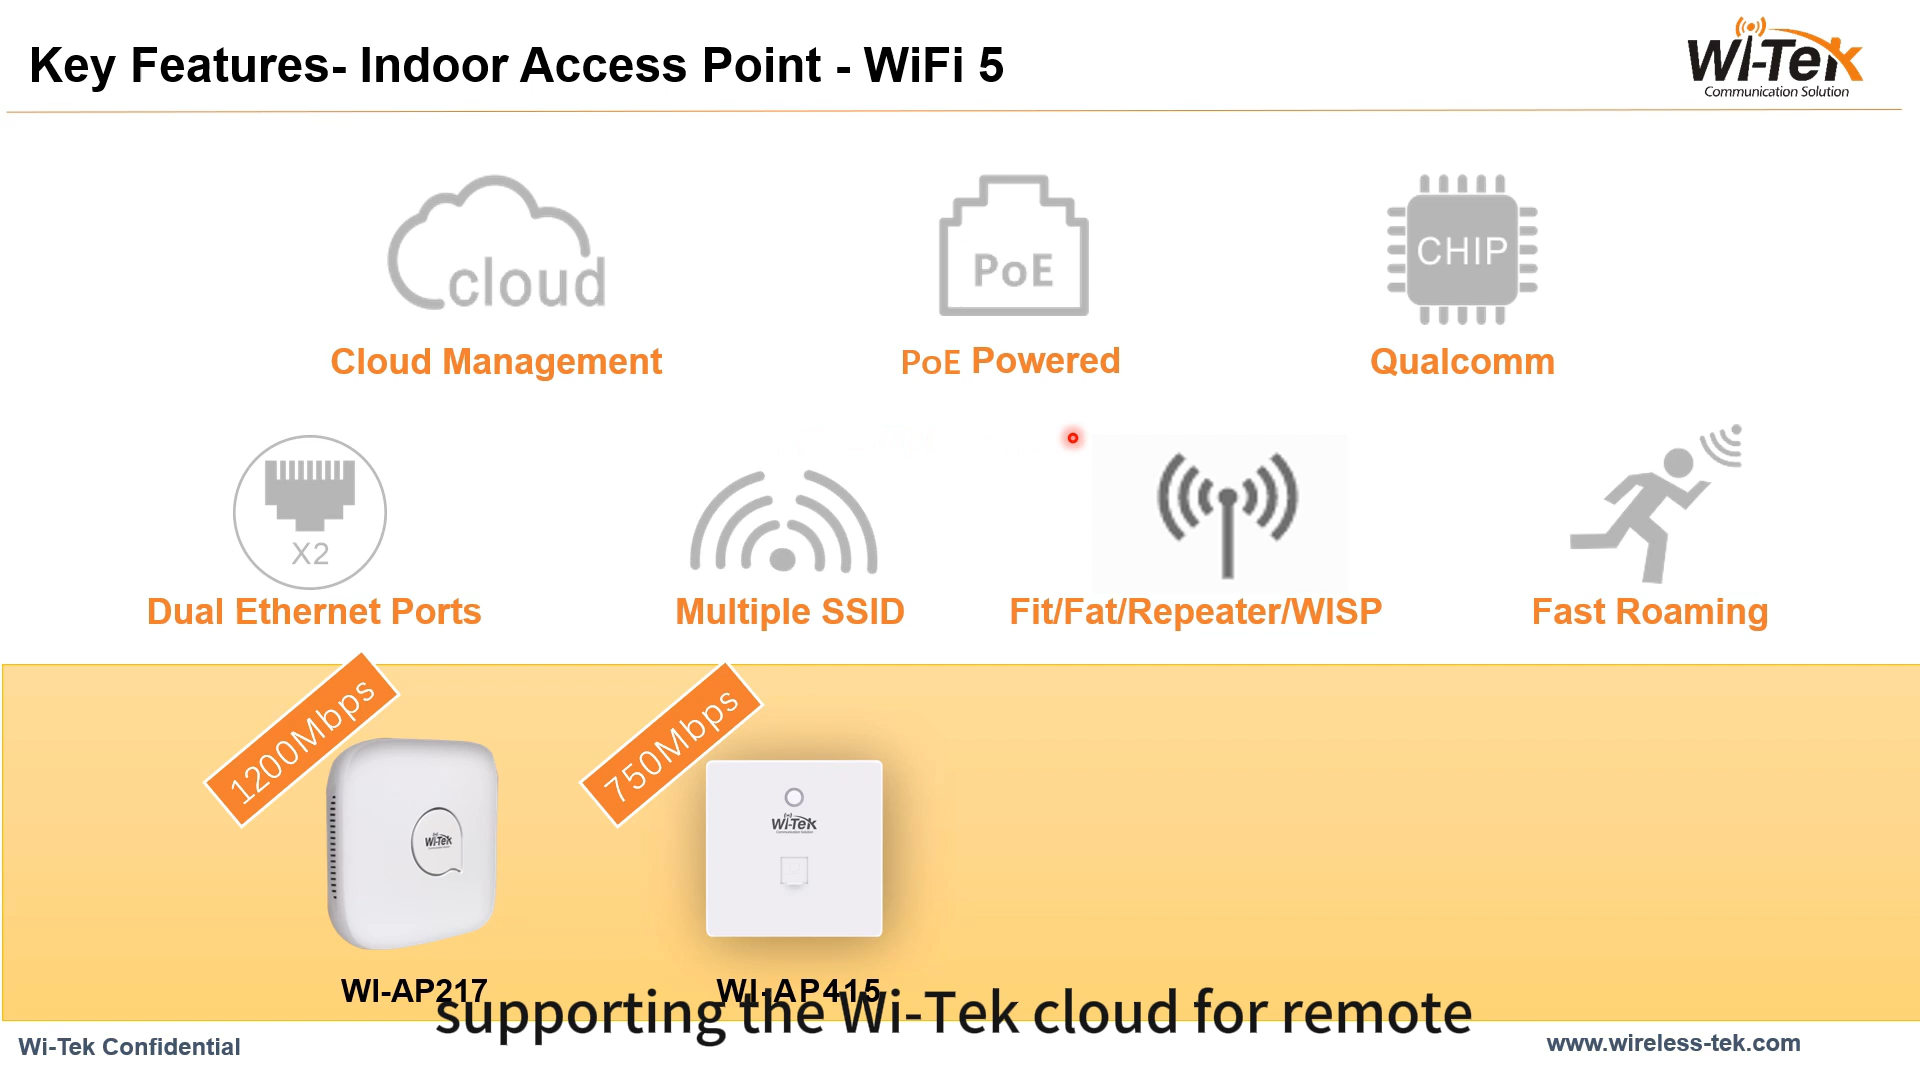 Key Features- Indoor Access Point - WiFi 5
Wi-Tek
Communication Solution
cloud
PoE
CHIP
Cloud Management
PoE Powered
Qualcomm
X2
Dual Ethernet Ports
Multiple SSID
Fit/Fat/Repeater/WISP
Fast Roaming
1200Mbps
750Mbps
Wi-Tek
Wi-Tek
WI-AP217
WI-AP415
supporting the Wi-Tek cloud for remote
Wi-Tek Confidential
www.wireless-tek.com